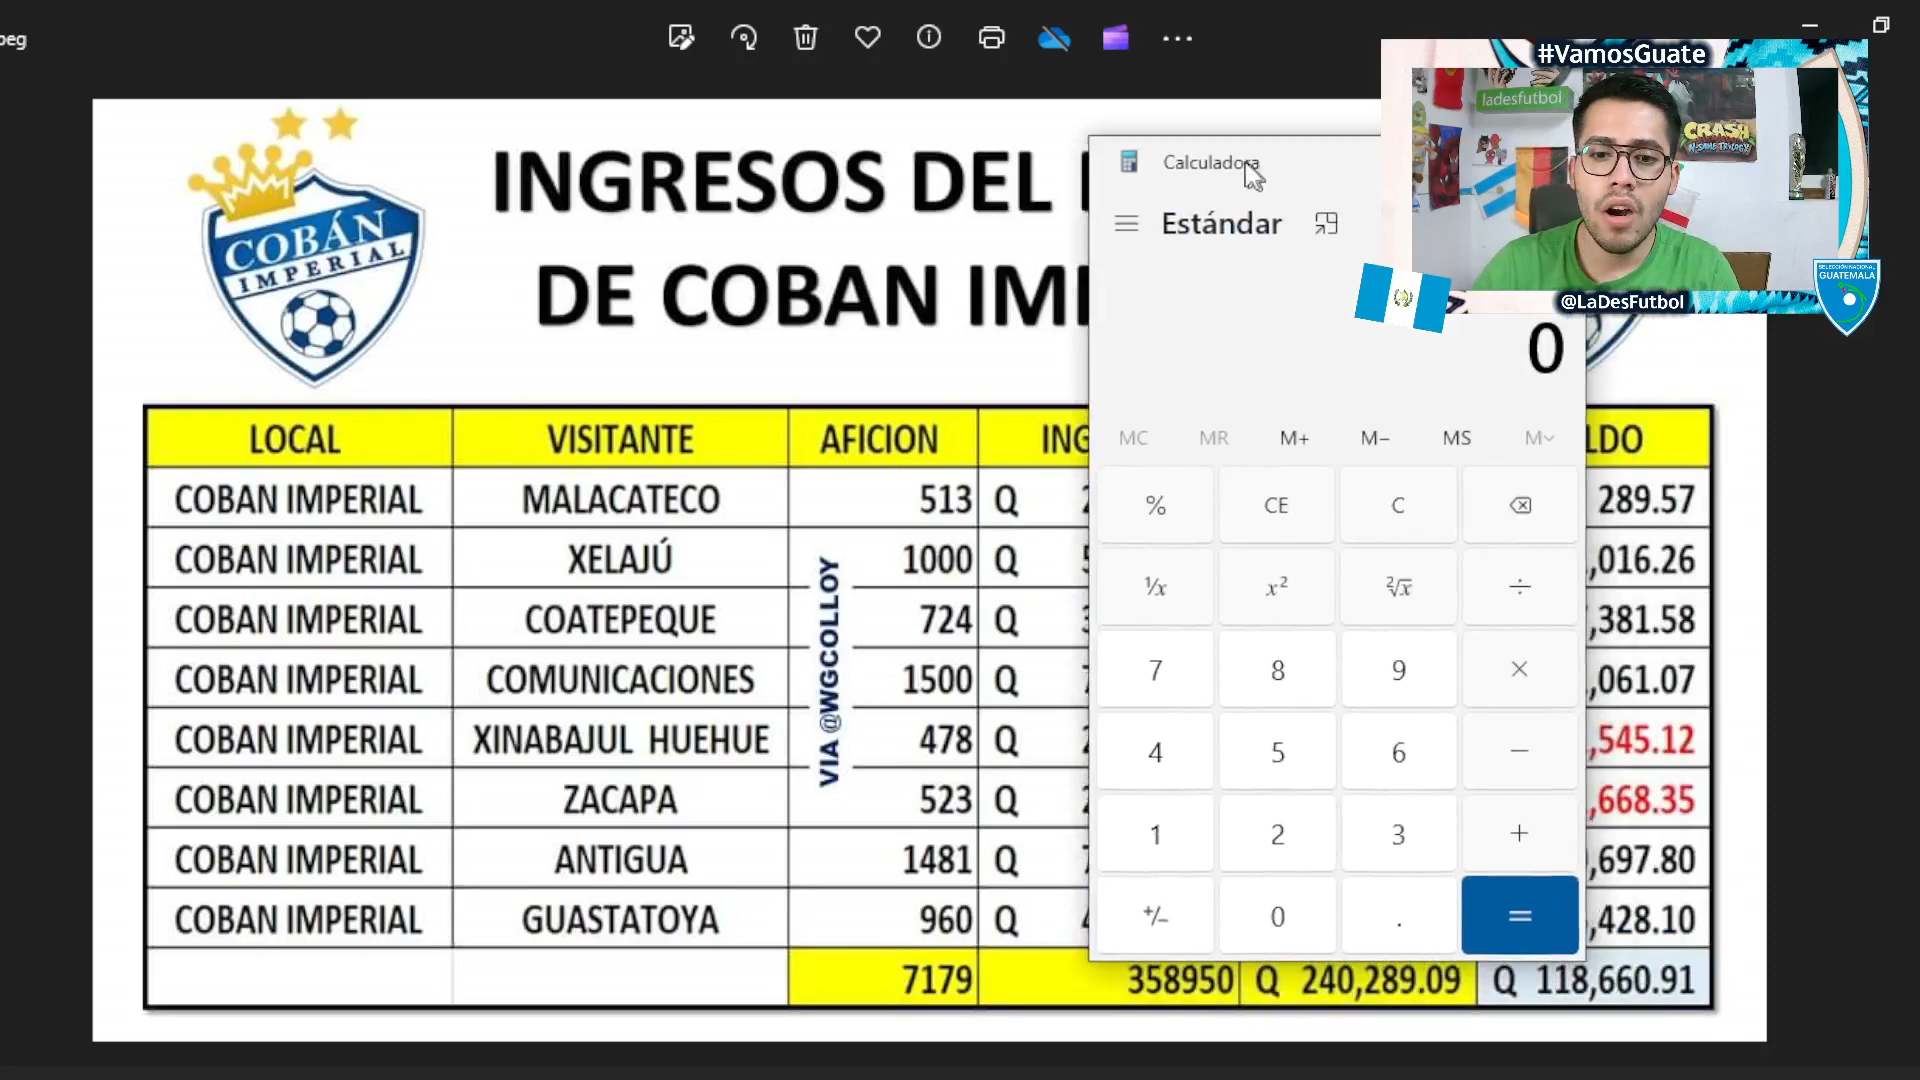 peg
#VamosGuate
ladesfutbol
CRASH
N. SANE TRILOGY
@LaDesFutbol
SELECCIÓN NACIONAL
GUATEMALA
COBÁN
IMPERIAL
INGRESOS DEL
DE COBAN IM
Calculadora
Estándar
0
MC MR M+ M− MS M
% CE C
¹/x x² ²√x ÷
7 8 9 ×
4 5 6 −
1 2 3 +
+/− 0 . =
LOCAL VISITANTE AFICION ING LDO
COBAN IMPERIAL MALACATECO 513 Q 289.57
COBAN IMPERIAL XELAJÚ 1000 Q ,016.26
COBAN IMPERIAL COATEPEQUE 724 Q ,381.58
COBAN IMPERIAL COMUNICACIONES 1500 Q ,061.07
COBAN IMPERIAL XINABAJUL HUEHUE 478 Q ,545.12
COBAN IMPERIAL ZACAPA 523 Q ,668.35
COBAN IMPERIAL ANTIGUA 1481 Q ,697.80
COBAN IMPERIAL GUASTATOYA 960 Q ,428.10
7179 358950 Q 240,289.09 Q 118,660.91
VIA @WGCOLLOY